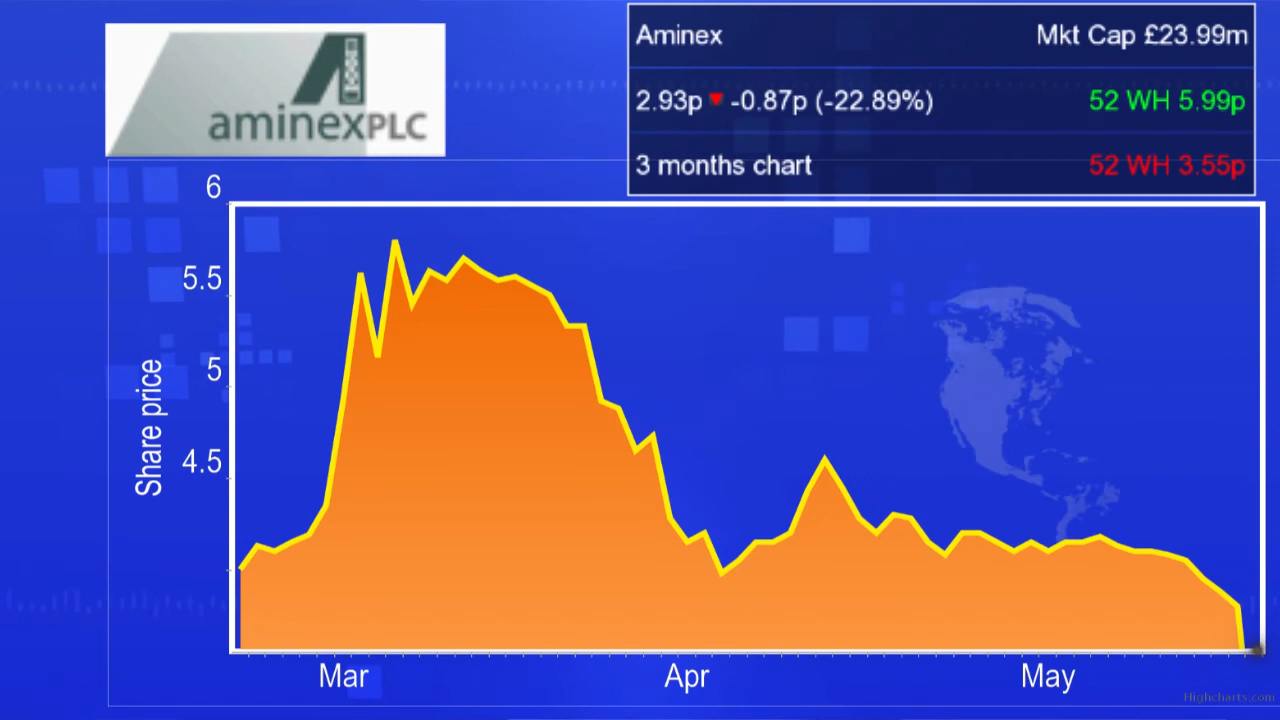 aminexPLC
Aminex
Mkt Cap £23.99m
2.93p -0.87p (-22.89%)
52 WH 5.99p
3 months chart
52 WH 3.55p
6
5.5
5
4.5
Share price
Mar
Apr
May
Highcharts.com